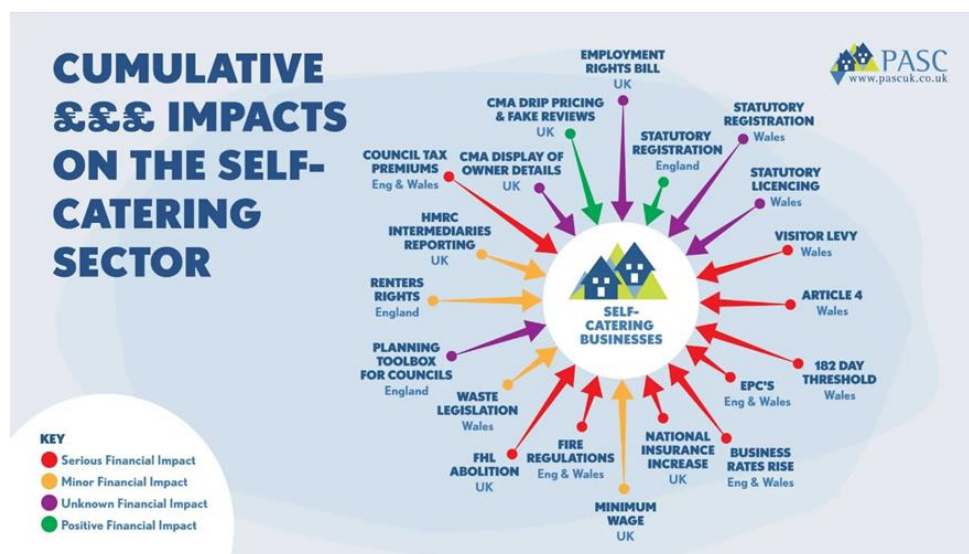 CUMULATIVE
£££ IMPACTS
ON THE SELF-
CATERING
SECTOR
PASC
www.pascuk.co.uk
EMPLOYMENT
RIGHTS BILL
UK
CMA DRIP PRICING
& FAKE REVIEWS
UK
STATUTORY
REGISTRATION
England
STATUTORY
REGISTRATION
Wales
COUNCIL TAX
PREMIUMS
Eng & Wales
CMA DISPLAY OF
OWNER DETAILS
UK
STATUTORY
LICENCING
Wales
HMRC
INTERMEDIARIES
REPORTING
UK
VISITOR LEVY
Wales
RENTERS
RIGHTS
England
ARTICLE 4
Wales
SELF-
CATERING
BUSINESSES
PLANNING
TOOLBOX
FOR COUNCILS
England
182 DAY
THRESHOLD
Wales
WASTE
LEGISLATION
Wales
EPC'S
Eng & Wales
FHL
ABOLITION
UK
FIRE
REGULATIONS
Eng & Wales
NATIONAL
INSURANCE
INCREASE
UK
BUSINESS
RATES RISE
Eng & Wales
MINIMUM
WAGE
UK
KEY
Serious Financial Impact
Minor Financial Impact
Unknown Financial Impact
Positive Financial Impact